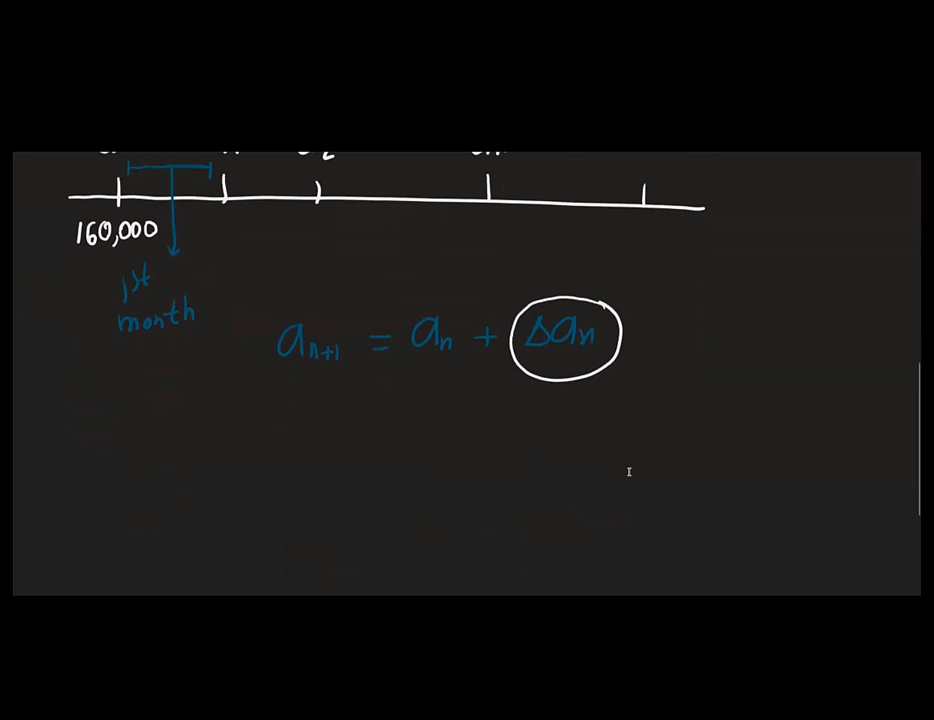 160,000
1st
month
aₙ₊₁ = aₙ + Δaₙ